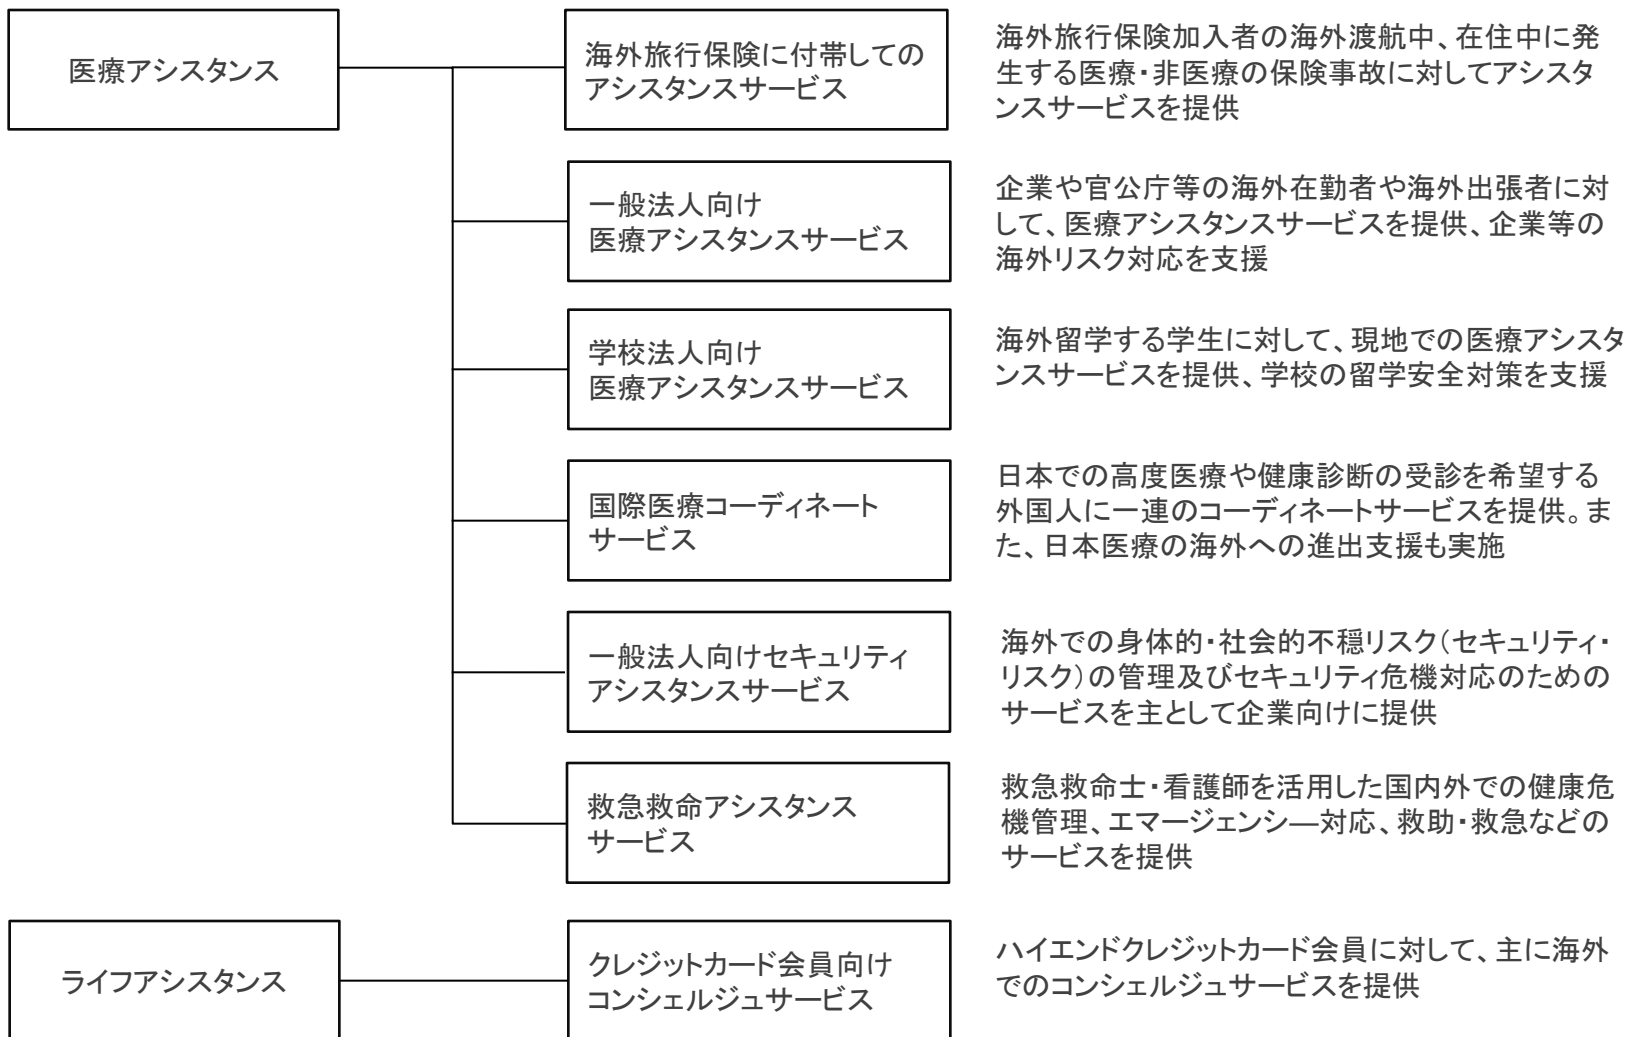 医療アシスタンス
海外旅行保険に付帯しての
アシスタンスサービス
海外旅行保険加入者の海外渡航中、在住中に発
生する医療・非医療の保険事故に対してアシスタ
ンスサービスを提供
一般法人向け
医療アシスタンスサービス
企業や官公庁等の海外在勤者や海外出張者に対
して、医療アシスタンスサービスを提供、企業等の
海外リスク対応を支援
学校法人向け
医療アシスタンスサービス
海外留学する学生に対して、現地での医療アシスタ
ンスサービスを提供、学校の留学安全対策を支援
国際医療コーディネート
サービス
日本での高度医療や健康診断の受診を希望する
外国人に一連のコーディネートサービスを提供。ま
た、日本医療の海外への進出支援も実施
一般法人向けセキュリティ
アシスタンスサービス
海外での身体的・社会的不穏リスク（セキュリティ・
リスク）の管理及びセキュリティ危機対応のための
サービスを主として企業向けに提供
救急救命アシスタンス
サービス
救急救命士・看護師を活用した国内外での健康危
機管理、エマージェンシ―対応、救助・救急などの
サービスを提供
ライフアシスタンス
クレジットカード会員向け
コンシェルジュサービス
ハイエンドクレジットカード会員に対して、主に海外
でのコンシェルジュサービスを提供